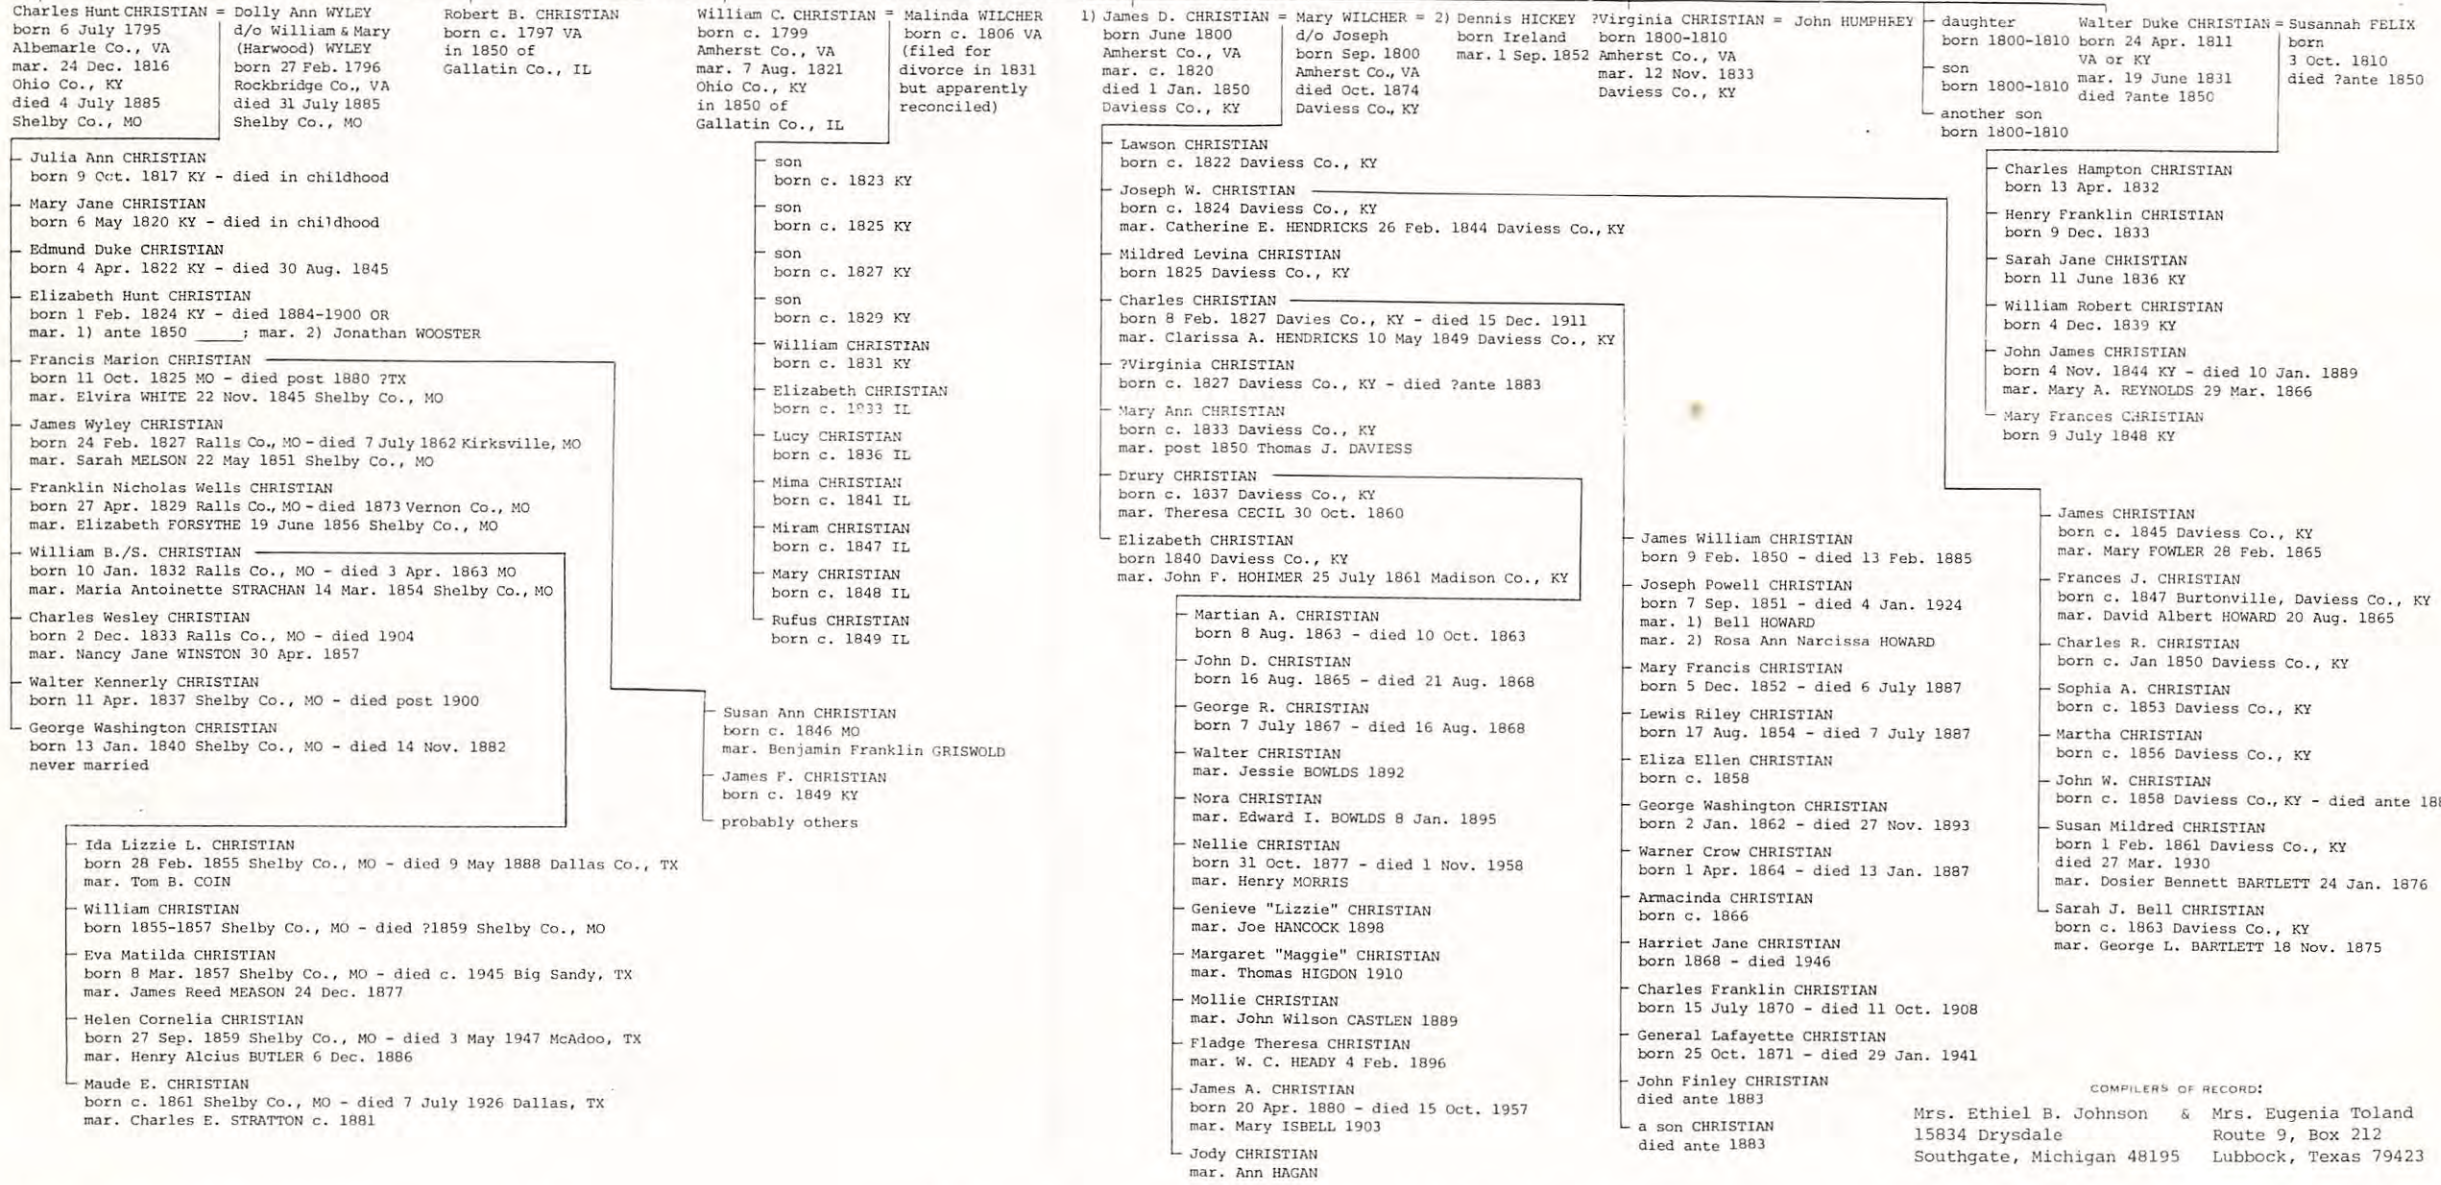 Charles Hunt CHRISTIAN = Dolly Ann WYLEY
born 6 July 1795
Albemarle Co., VA
mar. 24 Dec. 1816
Ohio Co., KY
died 4 July 1885
Shelby Co., MO
d/o William & Mary
(Harwood) WYLEY
born 27 Feb. 1796
Rockbridge Co., VA
died 31 July 1885
Shelby Co., MO
Robert B. CHRISTIAN
born c. 1797 VA
in 1850 of
Gallatin Co., IL
William C. CHRISTIAN = Malinda WILCHER
born c. 1799
Amherst Co., VA
mar. 7 Aug. 1821
Ohio Co., KY
in 1850 of
Gallatin Co., IL
born c. 1806 VA
(filed for
divorce in 1831
but apparently
reconciled)
1) James D. CHRISTIAN = Mary WILCHER = 2) Dennis HICKEY
born June 1800
Amherst Co., VA
mar. c. 1820
died 1 Jan. 1850
Daviess Co., KY
d/o Joseph
born Sep. 1800
Amherst Co., VA
died Oct. 1874
Daviess Co., KY
born Ireland
mar. 1 Sep. 1852
?Virginia CHRISTIAN = John HUMPHREY
born 1800-1810
Amherst Co., VA
mar. 12 Nov. 1833
Daviess Co., KY
daughter
born 1800-1810
son
born 1800-1810
another son
born 1800-1810
Walter Duke CHRISTIAN = Susannah FELIX
born 24 Apr. 1811
VA or KY
mar. 19 June 1831
died ?ante 1850
born
3 Oct. 1810
died ?ante 1850
Julia Ann CHRISTIAN
born 9 Oct. 1817 KY - died in childhood
Mary Jane CHRISTIAN
born 6 May 1820 KY - died in childhood
Edmund Duke CHRISTIAN
born 4 Apr. 1822 KY - died 30 Aug. 1845
Elizabeth Hunt CHRISTIAN
born 1 Feb. 1824 KY - died 1884-1900 OR
mar. 1) ante 1850 _____; mar. 2) Jonathan WOOSTER
Francis Marion CHRISTIAN
born 11 Oct. 1825 MO - died post 1880 ?TX
mar. Elvira WHITE 22 Nov. 1845 Shelby Co., MO
James Wyley CHRISTIAN
born 24 Feb. 1827 Ralls Co., MO - died 7 July 1862 Kirksville, MO
mar. Sarah MELSON 22 May 1851 Shelby Co., MO
Franklin Nicholas Wells CHRISTIAN
born 27 Apr. 1829 Ralls Co., MO - died 1873 Vernon Co., MO
mar. Elizabeth FORSYTHE 19 June 1856 Shelby Co., MO
William B./S. CHRISTIAN
born 10 Jan. 1832 Ralls Co., MO - died 3 Apr. 1863 MO
mar. Maria Antoinette STRACHAN 14 Mar. 1854 Shelby Co., MO
Charles Wesley CHRISTIAN
born 2 Dec. 1833 Ralls Co., MO - died 1904
mar. Nancy Jane WINSTON 30 Apr. 1857
Walter Kennerly CHRISTIAN
born 11 Apr. 1837 Shelby Co., MO - died post 1900
George Washington CHRISTIAN
born 13 Jan. 1840 Shelby Co., MO - died 14 Nov. 1882
never married
Ida Lizzie L. CHRISTIAN
born 28 Feb. 1855 Shelby Co., MO - died 9 May 1888 Dallas Co., TX
mar. Tom B. COIN
William CHRISTIAN
born 1855-1857 Shelby Co., MO - died ?1859 Shelby Co., MO
Eva Matilda CHRISTIAN
born 8 Mar. 1857 Shelby Co., MO - died c. 1945 Big Sandy, TX
mar. James Reed MEASON 24 Dec. 1877
Helen Cornelia CHRISTIAN
born 27 Sep. 1859 Shelby Co., MO - died 3 May 1947 McAdoo, TX
mar. Henry Alcius BUTLER 6 Dec. 1886
Maude E. CHRISTIAN
born c. 1861 Shelby Co., MO - died 7 July 1926 Dallas, TX
mar. Charles E. STRATTON c. 1881
son
born c. 1823 KY
son
born c. 1825 KY
son
born c. 1827 KY
son
born c. 1829 KY
William CHRISTIAN
born c. 1831 KY
Elizabeth CHRISTIAN
born c. 1833 IL
Lucy CHRISTIAN
born c. 1836 IL
Mima CHRISTIAN
born c. 1841 IL
Miram CHRISTIAN
born c. 1847 IL
Mary CHRISTIAN
born c. 1848 IL
Rufus CHRISTIAN
born c. 1849 IL
Susan Ann CHRISTIAN
born c. 1846 MO
mar. Benjamin Franklin GRISWOLD
James F. CHRISTIAN
born c. 1849 KY
probably others
Lawson CHRISTIAN
born c. 1822 Daviess Co., KY
Joseph W. CHRISTIAN
born c. 1824 Daviess Co., KY
mar. Catherine E. HENDRICKS 26 Feb. 1844 Daviess Co., KY
Mildred Levina CHRISTIAN
born 1825 Daviess Co., KY
Charles CHRISTIAN
born 8 Feb. 1827 Davies Co., KY - died 15 Dec. 1911
mar. Clarissa A. HENDRICKS 10 May 1849 Daviess Co., KY
?Virginia CHRISTIAN
born c. 1827 Daviess Co., KY - died ?ante 1883
Mary Ann CHRISTIAN
born c. 1833 Daviess Co., KY
mar. post 1850 Thomas J. DAVIESS
Drury CHRISTIAN
born c. 1837 Daviess Co., KY
mar. Theresa CECIL 30 Oct. 1860
Elizabeth CHRISTIAN
born 1840 Daviess Co., KY
mar. John F. HOHIMER 25 July 1861 Madison Co., KY
Martian A. CHRISTIAN
born 8 Aug. 1863 - died 10 Oct. 1863
John D. CHRISTIAN
born 16 Aug. 1865 - died 21 Aug. 1868
George R. CHRISTIAN
born 7 July 1867 - died 16 Aug. 1868
Walter CHRISTIAN
mar. Jessie BOWLDS 1892
Nora CHRISTIAN
mar. Edward I. BOWLDS 8 Jan. 1895
Nellie CHRISTIAN
born 31 Oct. 1877 - died 1 Nov. 1958
mar. Henry MORRIS
Genieve "Lizzie" CHRISTIAN
mar. Joe HANCOCK 1898
Margaret "Maggie" CHRISTIAN
mar. Thomas HIGDON 1910
Mollie CHRISTIAN
mar. John Wilson CASTLEN 1889
Fladge Theresa CHRISTIAN
mar. W. C. HEADY 4 Feb. 1896
James A. CHRISTIAN
born 20 Apr. 1880 - died 15 Oct. 1957
mar. Mary ISBELL 1903
Jody CHRISTIAN
mar. Ann HAGAN
James William CHRISTIAN
born 9 Feb. 1850 - died 13 Feb. 1885
Joseph Powell CHRISTIAN
born 7 Sep. 1851 - died 4 Jan. 1924
mar. 1) Bell HOWARD
mar. 2) Rosa Ann Narcissa HOWARD
Mary Francis CHRISTIAN
born 5 Dec. 1852 - died 6 July 1887
Lewis Riley CHRISTIAN
born 17 Aug. 1854 - died 7 July 1887
Eliza Ellen CHRISTIAN
born c. 1858
George Washington CHRISTIAN
born 2 Jan. 1862 - died 27 Nov. 1893
Warner Crow CHRISTIAN
born 1 Apr. 1864 - died 13 Jan. 1887
Armacinda CHRISTIAN
born c. 1866
Harriet Jane CHRISTIAN
born 1868 - died 1946
Charles Franklin CHRISTIAN
born 15 July 1870 - died 11 Oct. 1908
General Lafayette CHRISTIAN
born 25 Oct. 1871 - died 29 Jan. 1941
John Finley CHRISTIAN
died ante 1883
a son CHRISTIAN
died ante 1883
Charles Hampton CHRISTIAN
born 13 Apr. 1832
Henry Franklin CHRISTIAN
born 9 Dec. 1833
Sarah Jane CHRISTIAN
born 11 June 1836 KY
William Robert CHRISTIAN
born 4 Dec. 1839 KY
John James CHRISTIAN
born 4 Nov. 1844 KY - died 10 Jan. 1889
mar. Mary A. REYNOLDS 29 Mar. 1866
Mary Frances CHRISTIAN
born 9 July 1848 KY
James CHRISTIAN
born c. 1845 Daviess Co., KY
mar. Mary FOWLER 28 Feb. 1865
Frances J. CHRISTIAN
born c. 1847 Burtonville, Daviess Co., KY
mar. David Albert HOWARD 20 Aug. 1865
Charles R. CHRISTIAN
born c. Jan 1850 Daviess Co., KY
Sophia A. CHRISTIAN
born c. 1853 Daviess Co., KY
Martha CHRISTIAN
born c. 1856 Daviess Co., KY
John W. CHRISTIAN
born c. 1858 Daviess Co., KY - died ante
Susan Mildred CHRISTIAN
born 1 Feb. 1861 Daviess Co., KY
died 27 Mar. 1930
mar. Dosier Bennett BARTLETT 24 Jan. 1876
Sarah J. Bell CHRISTIAN
born c. 1863 Daviess Co., KY
mar. George L. BARTLETT 18 Nov. 1875
COMPILERS OF RECORD:
Mrs. Ethiel B. Johnson & Mrs. Eugenia Toland
15834 Drysdale Route 9, Box 212
Southgate, Michigan 48195 Lubbock, Texas 79423